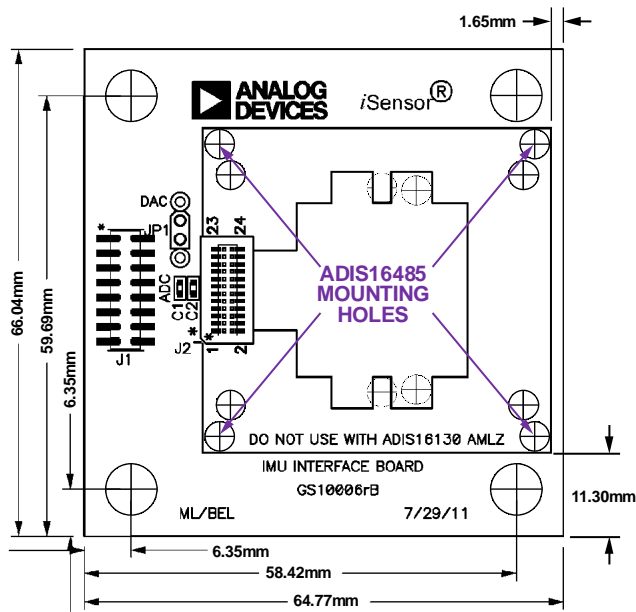 1.65mm
ANALOG
DEVICES
iSensor®
DAC
JP1
23
24
*
ADC
C1
C2
*
*
J1
J2
1
2
ADIS16485
MOUNTING
HOLES
66.04mm
59.69mm
6.35mm
DO NOT USE WITH ADIS16130 AMLZ
IMU INTERFACE BOARD
GS10006rB
ML/BEL
7/29/11
11.30mm
6.35mm
58.42mm
64.77mm